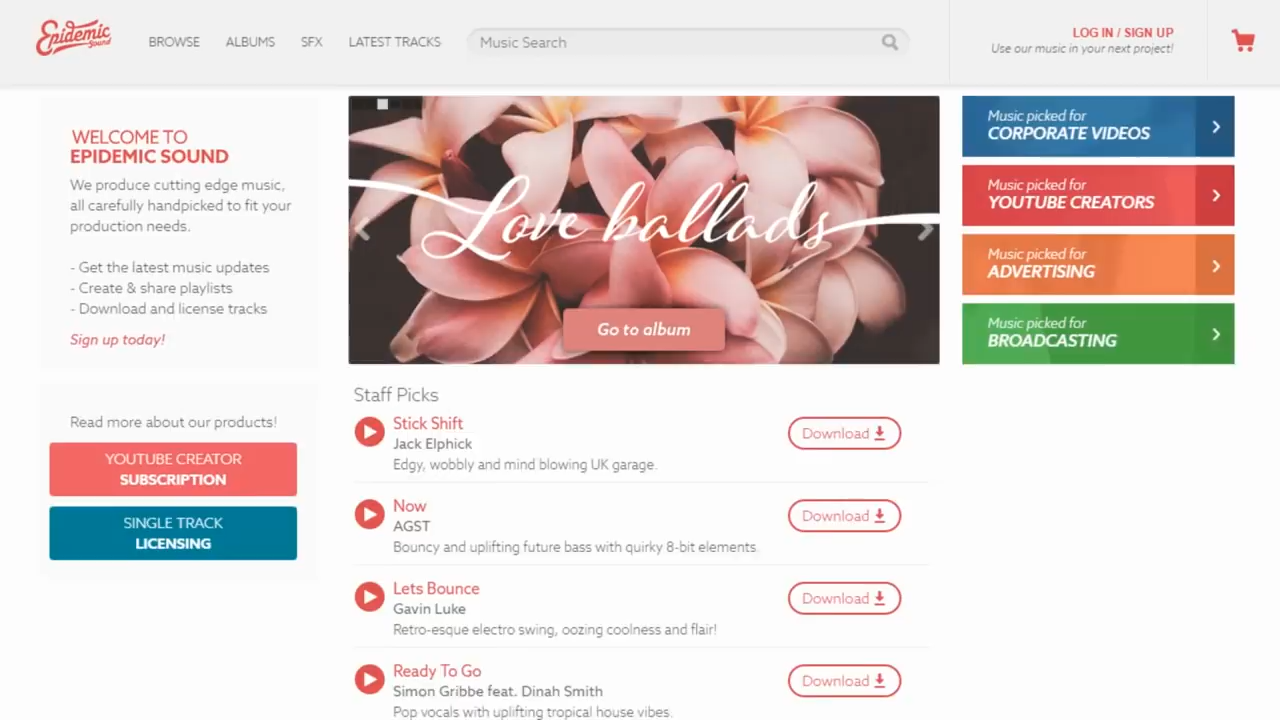 Epidemic
Sound
BROWSE
ALBUMS
SFX
LATEST TRACKS
Music Search
LOG IN / SIGN UP
Use our music in your next project!
WELCOME TO
EPIDEMIC SOUND
We produce cutting edge music,
all carefully handpicked to fit your
production needs.
- Get the latest music updates
- Create & share playlists
- Download and license tracks
Sign up today!
Read more about our products!
YOUTUBE CREATOR
SUBSCRIPTION
SINGLE TRACK
LICENSING
Love ballads
Go to album
Staff Picks
Stick Shift
Jack Elphick
Edgy, wobbly and mind blowing UK garage.
Download
Now
AGST
Bouncy and uplifting future bass with quirky 8-bit elements.
Download
Lets Bounce
Gavin Luke
Retro-esque electro swing, oozing coolness and flair!
Download
Ready To Go
Simon Gribbe feat. Dinah Smith
Pop vocals with uplifting tropical house vibes.
Download
Music picked for
CORPORATE VIDEOS
Music picked for
YOUTUBE CREATORS
Music picked for
ADVERTISING
Music picked for
BROADCASTING